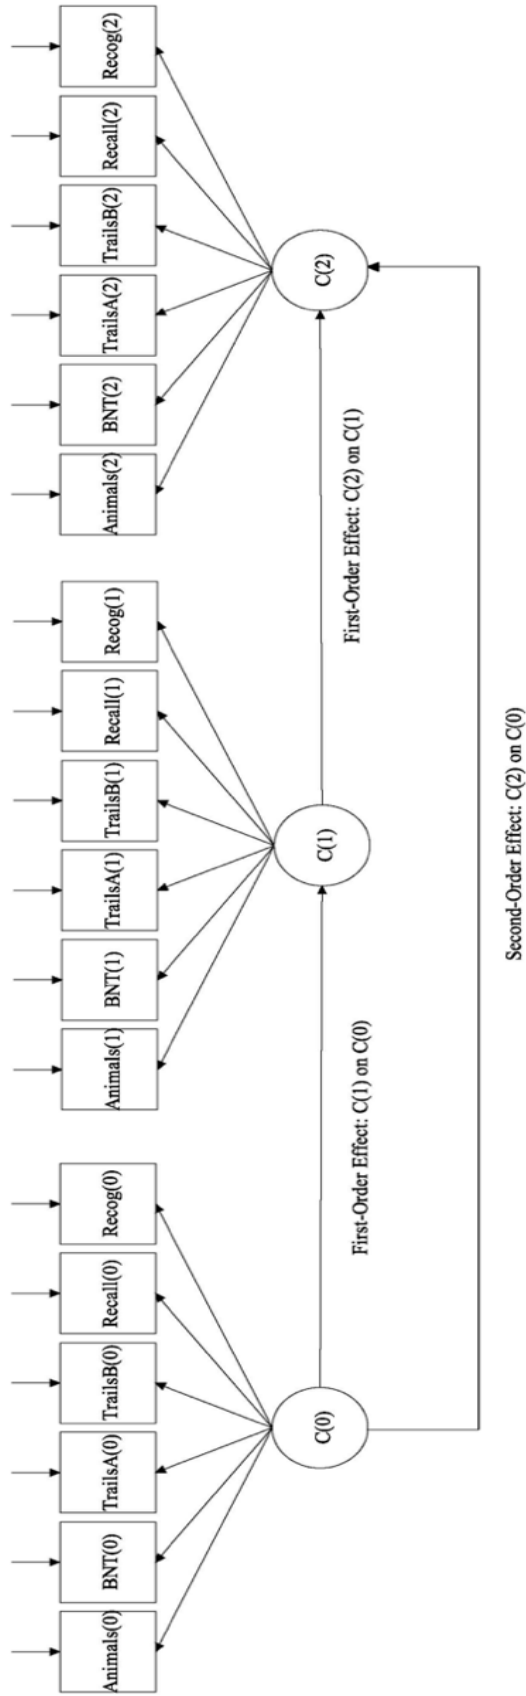 Animals(0)
BNT(0)
TrailsA(0)
TrailsB(0)
Recall(0)
Recog(0)
Animals(1)
BNT(1)
TrailsA(1)
TrailsB(1)
Recall(1)
Recog(1)
Animals(2)
BNT(2)
TrailsA(2)
TrailsB(2)
Recall(2)
Recog(2)
C(0)
C(1)
C(2)
First-Order Effect: C(1) on C(0)
First-Order Effect: C(2) on C(1)
Second-Order Effect: C(2) on C(0)